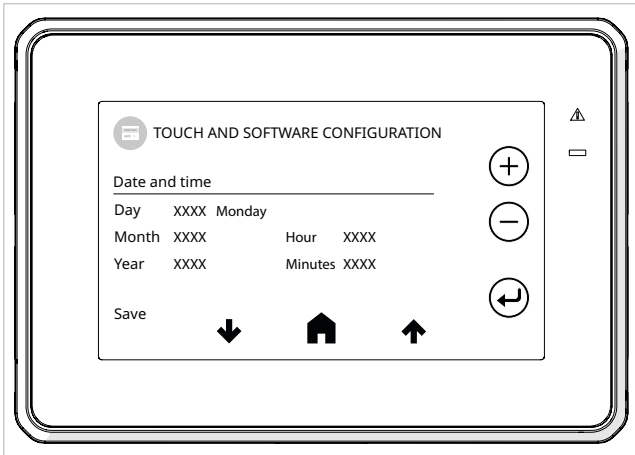 TOUCH AND SOFTWARE CONFIGURATION
Date and time
Day XXXX Monday
Month XXXX Hour XXXX
Year XXXX Minutes XXXX
Save